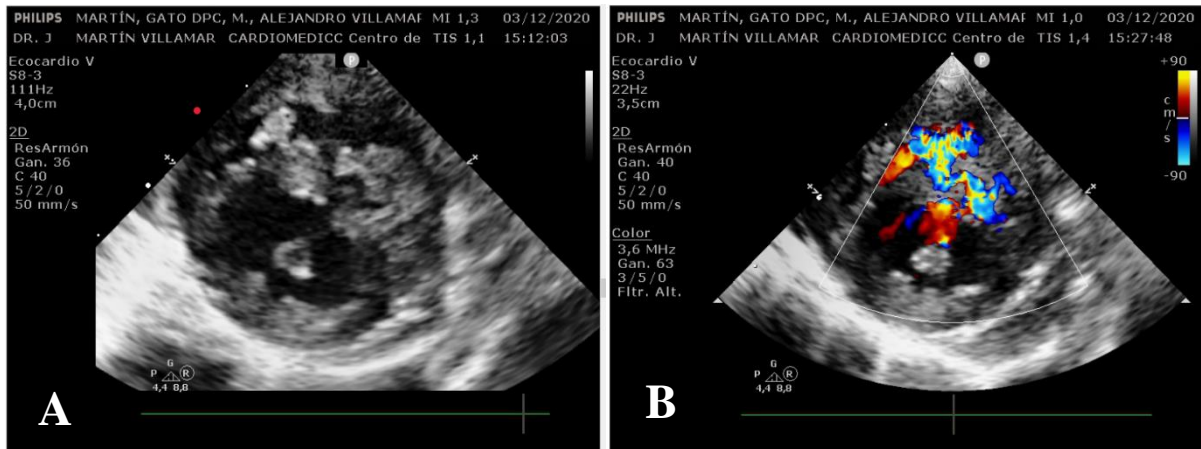 PHILIPS MARTÍN, GATO DPC, M., ALEJANDRO VILLAMAR MI 1,3 03/12/2020
DR. J MARTÍN VILLAMAR CARDIOMEDICC Centro de TIS 1,1 15:12:03
Ecocardio V
S8-3
111Hz
4,0cm
2D
ResArmón
Gan. 36
C 40
5/2/0
50 mm/s
P
G
P R
4,4 8,8
A
PHILIPS MARTÍN, GATO DPC, M., ALEJANDRO VILLAMAR MI 1,0 03/12/2020
DR. J MARTÍN VILLAMAR CARDIOMEDICC Centro de TIS 1,4 15:27:48
Ecocardio V
S8-3
22Hz
3,5cm
2D
ResArmón
Gan. 40
C 40
5/2/0
50 mm/s
Color
3,6 MHz
Gan. 63
3/5/0
Fltr. Alt.
P
+90
c
m
/
s
-90
G
P R
4,4 8,8
B